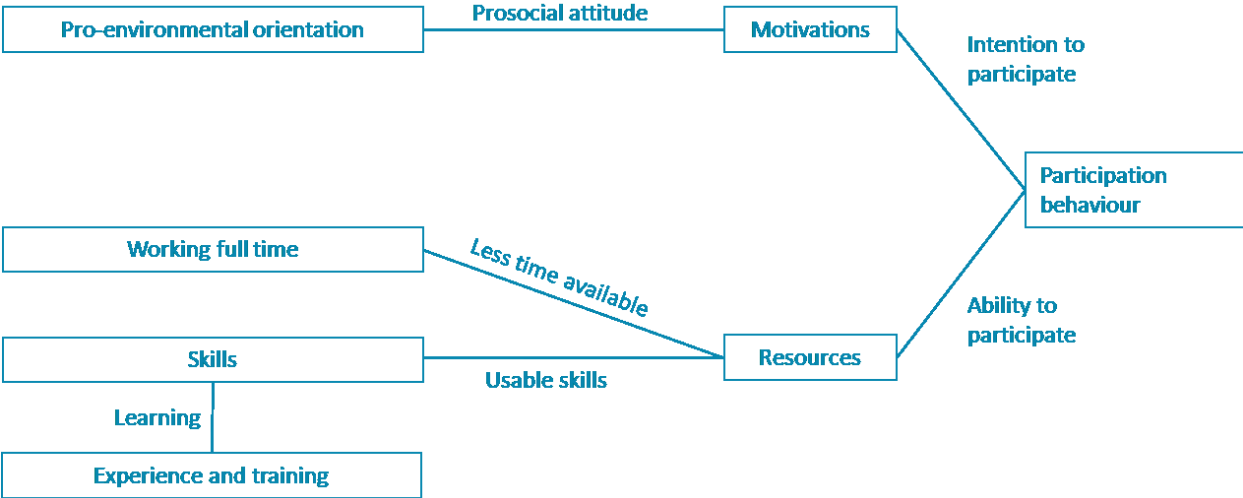 Prosocial attitude
Pro-environmental orientation
Motivations
Intention to
participate
Participation
behaviour
Working full time
Less time available
Ability to
participate
Skills
Resources
Usable skills
Learning
Experience and training